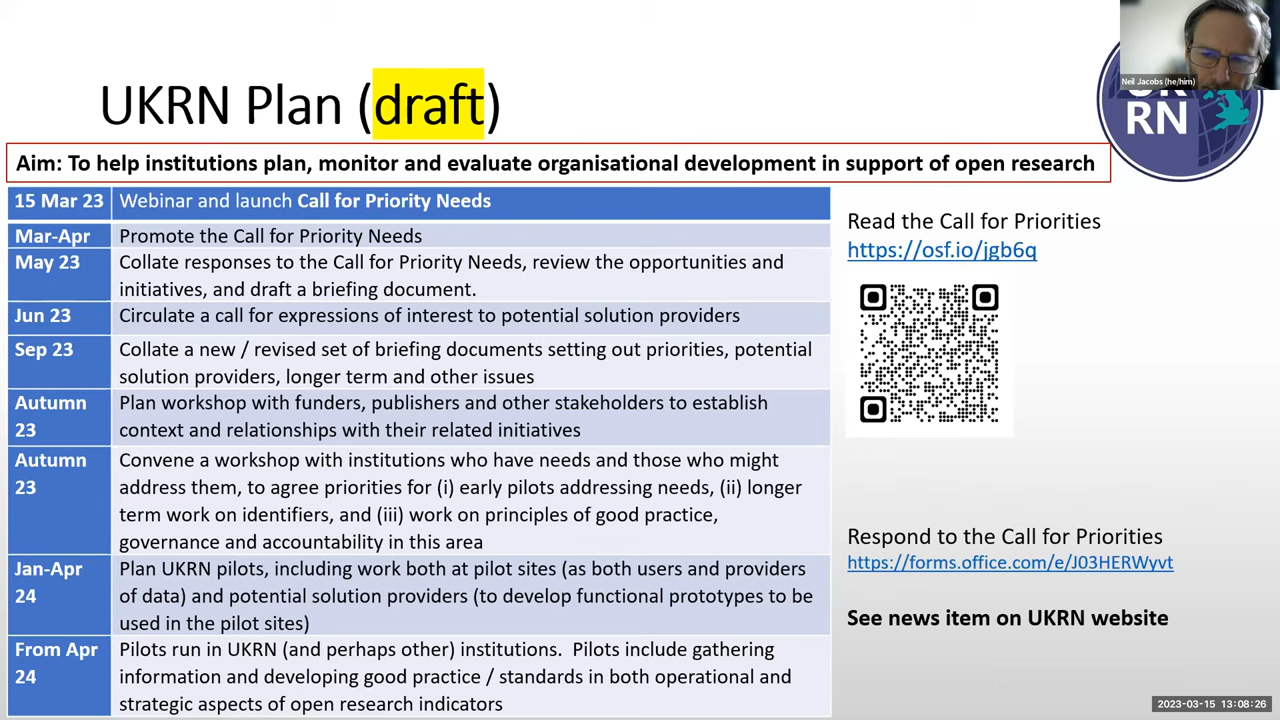 Neil Jacobs (he/him)
UKRN Plan (draft)
RN
Aim: To help institutions plan, monitor and evaluate organisational development in support of open research
15 Mar 23 Webinar and launch Call for Priority Needs
Mar-Apr Promote the Call for Priority Needs
May 23 Collate responses to the Call for Priority Needs, review the opportunities and
initiatives, and draft a briefing document.
Jun 23 Circulate a call for expressions of interest to potential solution providers
Sep 23 Collate a new / revised set of briefing documents setting out priorities, potential
solution providers, longer term and other issues
Autumn Plan workshop with funders, publishers and other stakeholders to establish
23 context and relationships with their related initiatives
Autumn Convene a workshop with institutions who have needs and those who might
23 address them, to agree priorities for (i) early pilots addressing needs, (ii) longer
term work on identifiers, and (iii) work on principles of good practice,
governance and accountability in this area
Jan-Apr Plan UKRN pilots, including work both at pilot sites (as both users and providers
24 of data) and potential solution providers (to develop functional prototypes to be
used in the pilot sites)
From Apr Pilots run in UKRN (and perhaps other) institutions. Pilots include gathering
24 information and developing good practice / standards in both operational and
strategic aspects of open research indicators
Read the Call for Priorities
https://osf.io/jgb6q
Respond to the Call for Priorities
https://forms.office.com/e/J03HERWyvt
See news item on UKRN website
2023-03-15 13:08:26